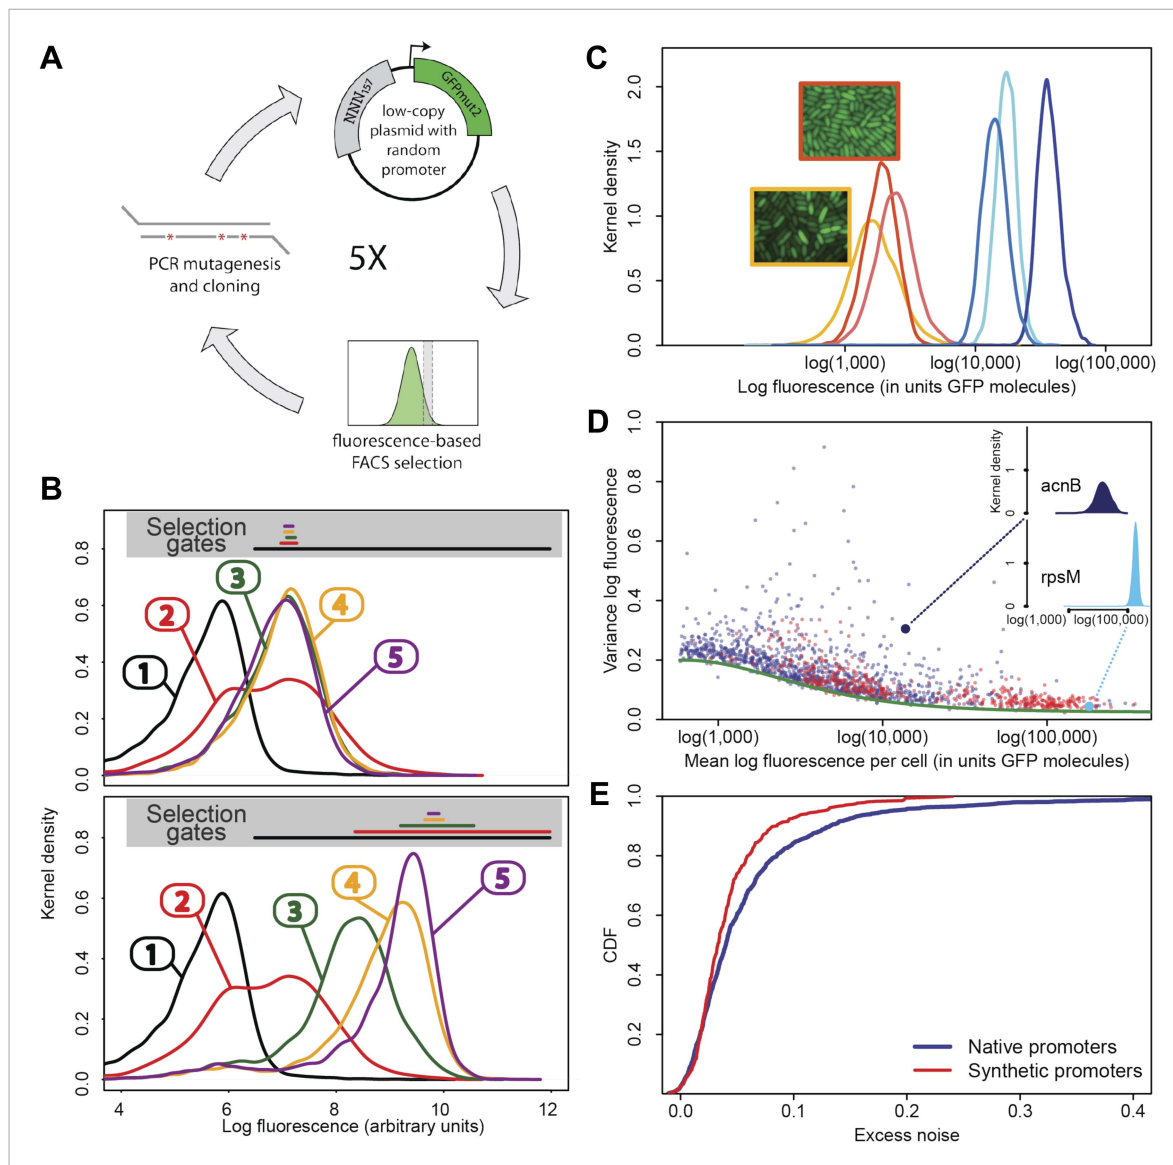 A
NNN157
GFPmut2
low-copy
plasmid with
random
promoter
PCR mutagenesis
and cloning
5X
fluorescence-based
FACS selection
B
Selection
gates
1
2
3
4
5
0.0
0.2
0.4
0.6
0.8
Selection
gates
1
2
3
4
5
0.0
0.2
0.4
0.6
0.8
Kernel density
4
6
8
10
12
Log fluorescence (arbitrary units)
C
Kernel density
0.0
0.5
1.0
1.5
2.0
log(1,000)
log(10,000)
log(100,000)
Log fluorescence (in units GFP molecules)
D
Variance log fluorescence
0.0
0.2
0.4
0.6
0.8
1.0
Kernel density
1
0
acnB
1
0
rpsM
log(1,000)
log(100,000)
log(1,000)
log(10,000)
log(100,000)
Mean log fluorescence per cell (in units GFP molecules)
E
CDF
0.2
0.4
0.6
0.8
1.0
Native promoters
Synthetic promoters
0.0
0.1
0.2
0.3
0.4
Excess noise